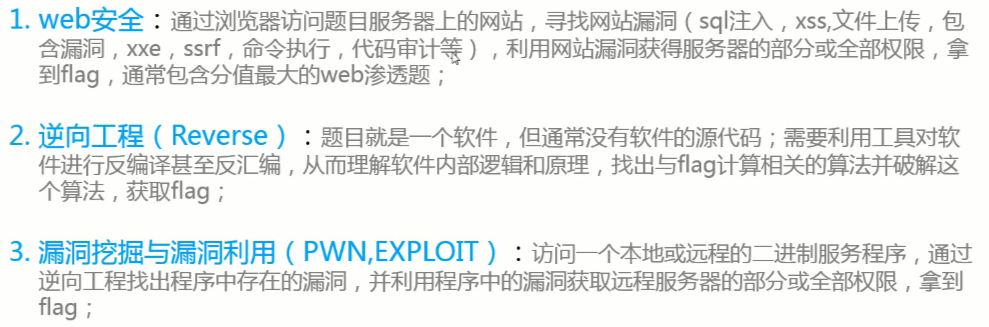 1. web安全：通过浏览器访问题目服务器上的网站，寻找网站漏洞（sql注入，xss,文件上传，包
含漏洞，xxe，ssrf，命令执行，代码审计等），利用网站漏洞获得服务器的部分或全部权限，拿
到flag，通常包含分值最大的web渗透题；
2. 逆向工程（Reverse）：题目就是一个软件，但通常没有软件的源代码；需要利用工具对软
件进行反编译甚至反汇编，从而理解软件内部逻辑和原理，找出与flag计算相关的算法并破解这
个算法，获取flag；
3. 漏洞挖掘与漏洞利用（PWN,EXPLOIT）：访问一个本地或远程的二进制服务程序，通过
逆向工程找出程序中存在的漏洞，并利用程序中的漏洞获取远程服务器的部分或全部权限，拿到
flag；